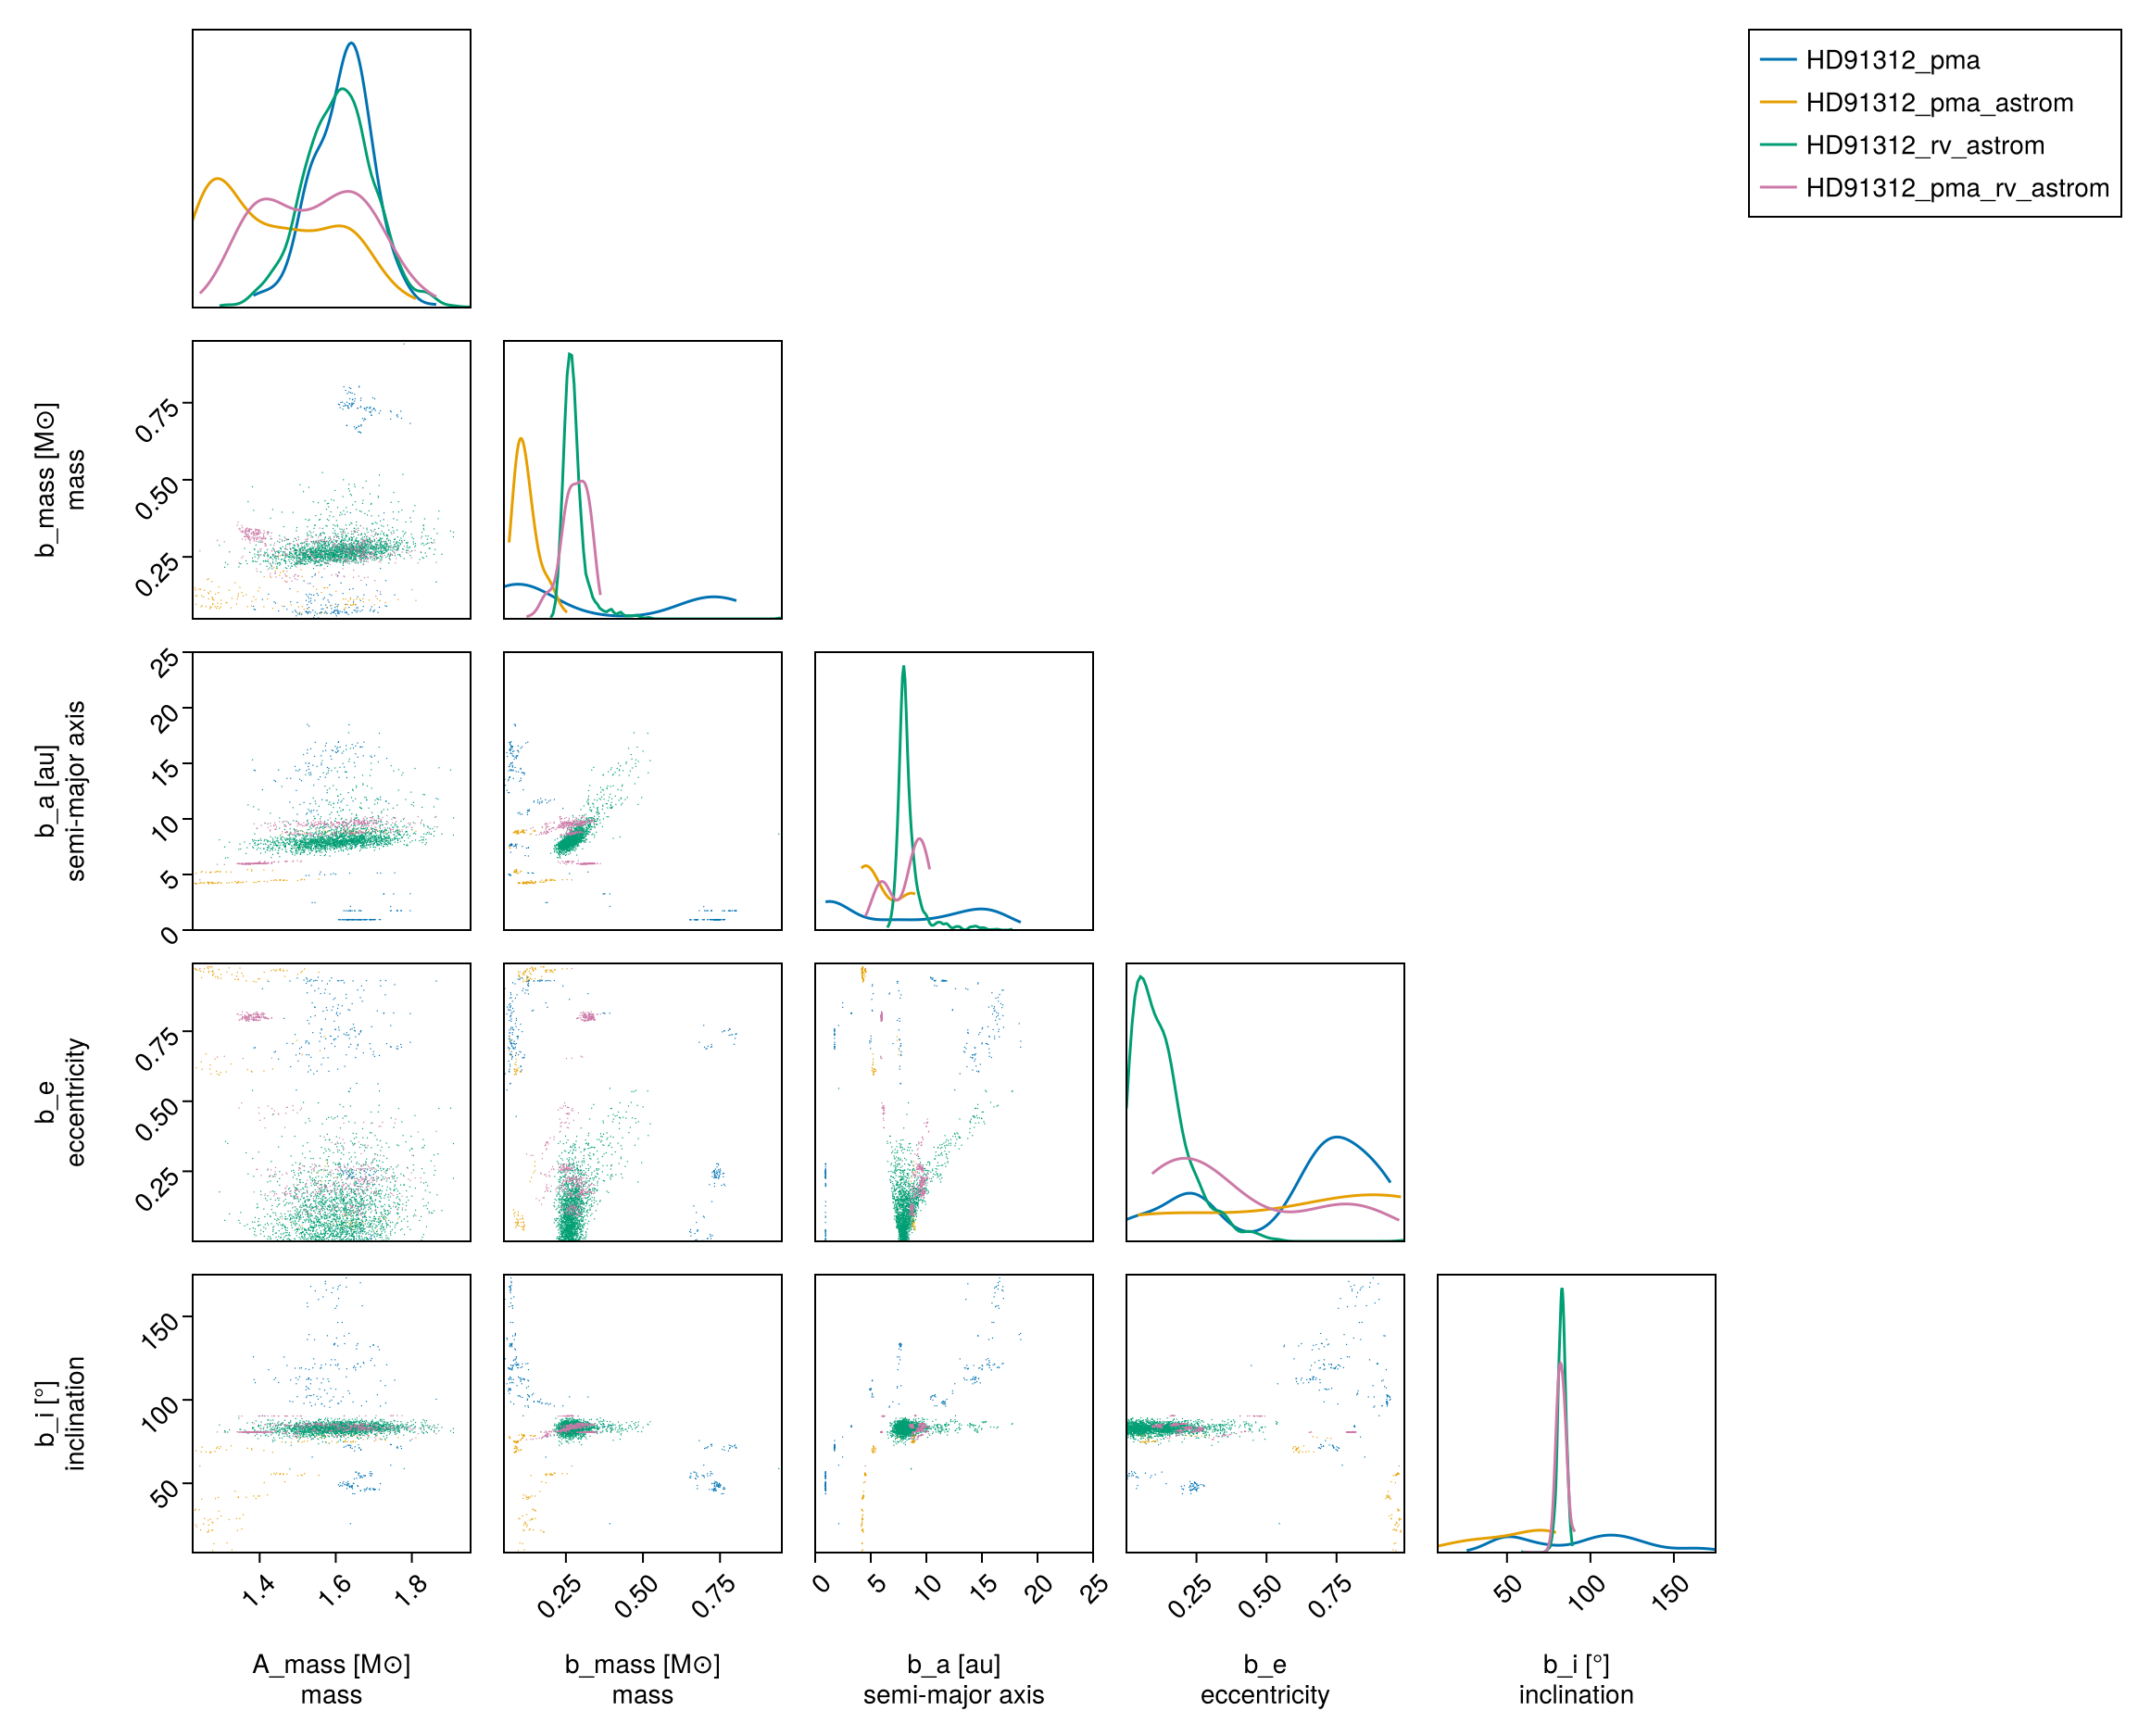 HD91312_pma
HD91312_pma_astrom
HD91312_rv_astrom
HD91312_pma_rv_astrom
b_mass [M⊙]
mass
0.75
0.50
0.25
b_a [au]
semi-major axis
25
20
15
10
5
0
b_e
eccentricity
0.75
0.50
0.25
b_i [°]
inclination
150
100
50
1.4
1.6
1.8
0.25
0.50
0.75
0
5
10
15
20
25
0.25
0.50
0.75
50
100
150
A_mass [M⊙]
mass
b_mass [M⊙]
mass
b_a [au]
semi-major axis
b_e
eccentricity
b_i [°]
inclination